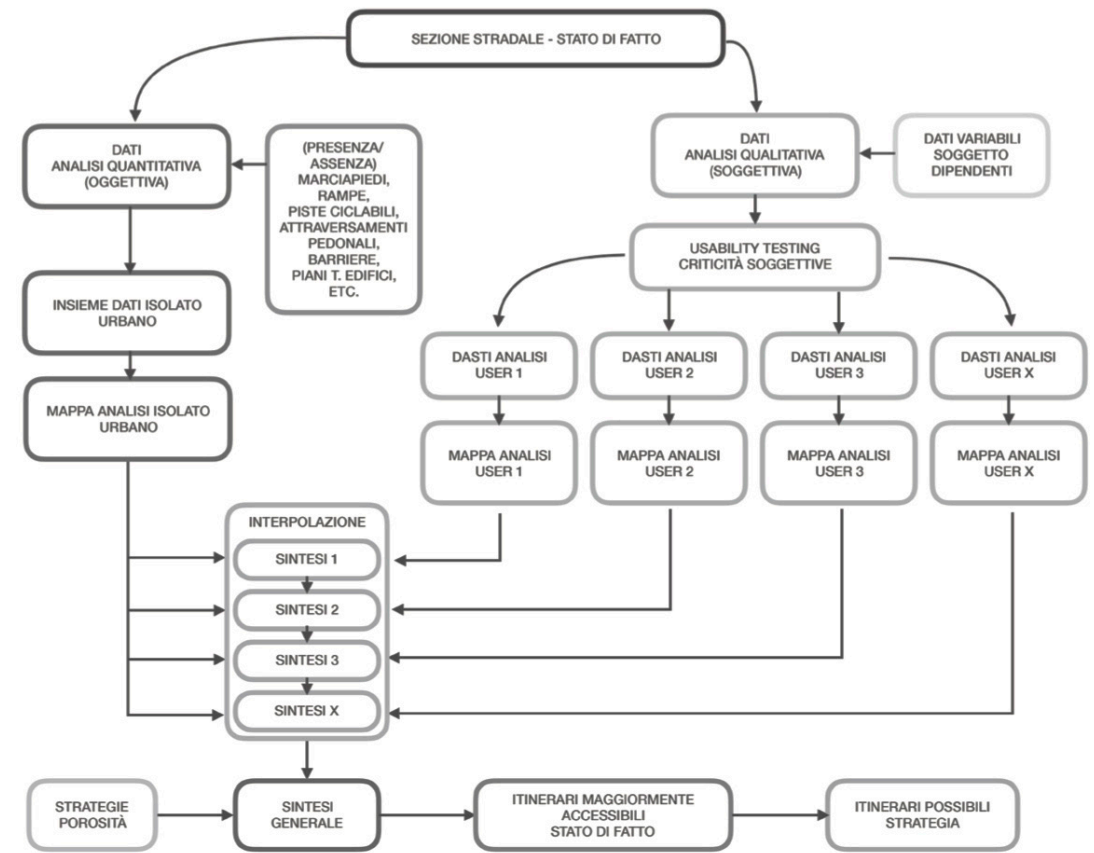 SEZIONE STRADALE - STATO DI FATTO
DATI
ANALISI QUANTITATIVA
(OGGETTIVA)
(PRESENZA/
ASSENZA)
MARCIAPIEDI,
RAMPE,
PISTE CICLABILI,
ATTRAVERSAMENTI
PEDONALI,
BARRIERE,
PIANI T. EDIFICI,
ETC.
DATI
ANALISI QUALITATIVA
(SOGGETTIVA)
DATI VARIABILI
SOGGETTO
DIPENDENTI
USABILITY TESTING
CRITICITÀ SOGGETTIVE
INSIEME DATI ISOLATO
URBANO
MAPPA ANALISI ISOLATO
URBANO
DASTI ANALISI
USER 1
DASTI ANALISI
USER 2
DASTI ANALISI
USER 3
DASTI ANALISI
USER X
MAPPA ANALISI
USER 1
MAPPA ANALISI
USER 2
MAPPA ANALISI
USER 3
MAPPA ANALISI
USER X
INTERPOLAZIONE
SINTESI 1
SINTESI 2
SINTESI 3
SINTESI X
STRATEGIE
POROSITÀ
SINTESI
GENERALE
ITINERARI MAGGIORMENTE
ACCESSIBILI
STATO DI FATTO
ITINERARI POSSIBILI
STRATEGIA